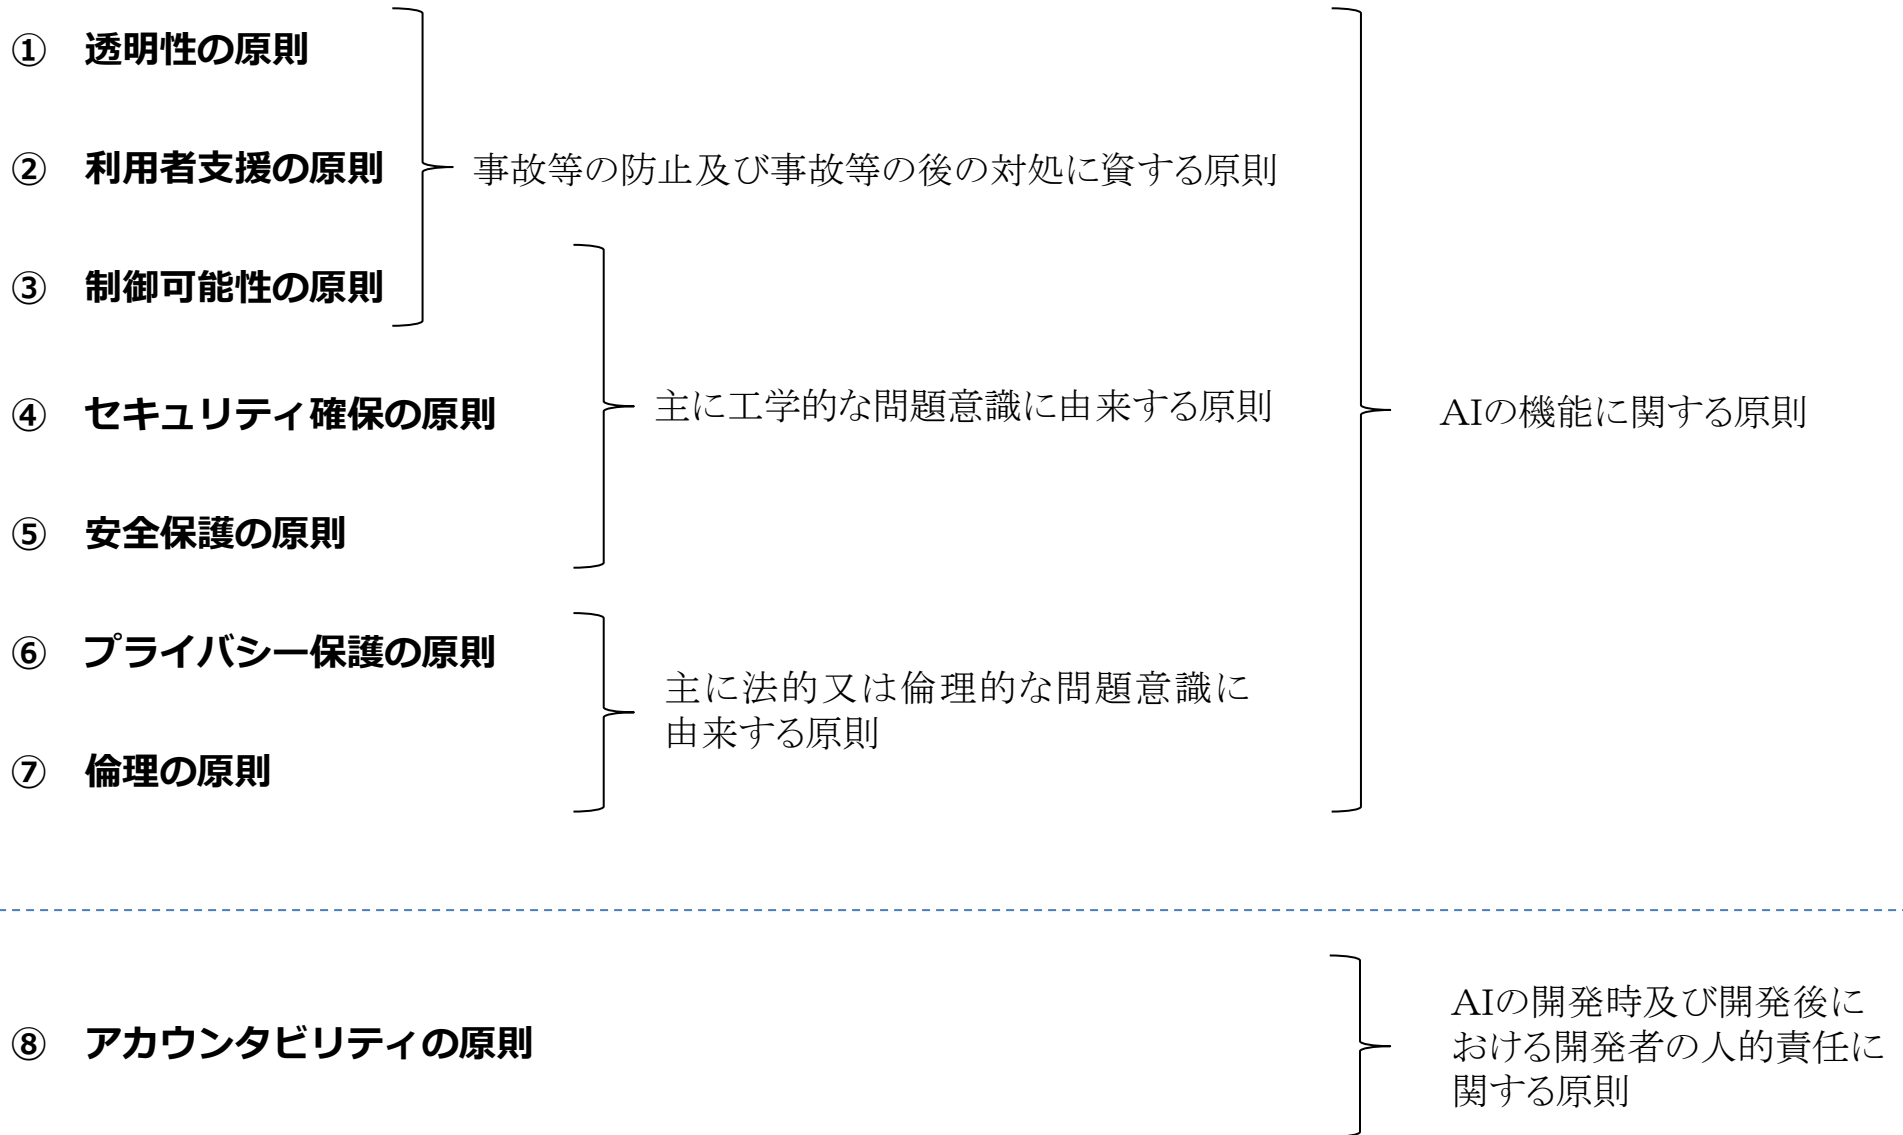 ① 透明性の原則
② 利用者支援の原則
事故等の防止及び事故等の後の対処に資する原則
③ 制御可能性の原則
④ セキュリティ確保の原則
主に工学的な問題意識に由来する原則
AIの機能に関する原則
⑤ 安全保護の原則
⑥ プライバシー保護の原則
主に法的又は倫理的な問題意識に
由来する原則
⑦ 倫理の原則
⑧ アカウンタビリティの原則
AIの開発時及び開発後に
おける開発者の人的責任に
関する原則